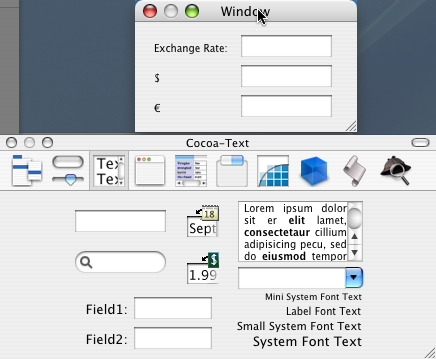 Window
Exchange Rate:
$
€
Cocoa-Text
Tex
Tex
18
Sept
$
1.99
Lorem ipsum dolor
sit er elit lamet,
consectetur cillium
adipisicing pecu, sed
do eiusmod tempor
Mini System Font Text
Label Font Text
Small System Font Text
System Font Text
Field1:
Field2: